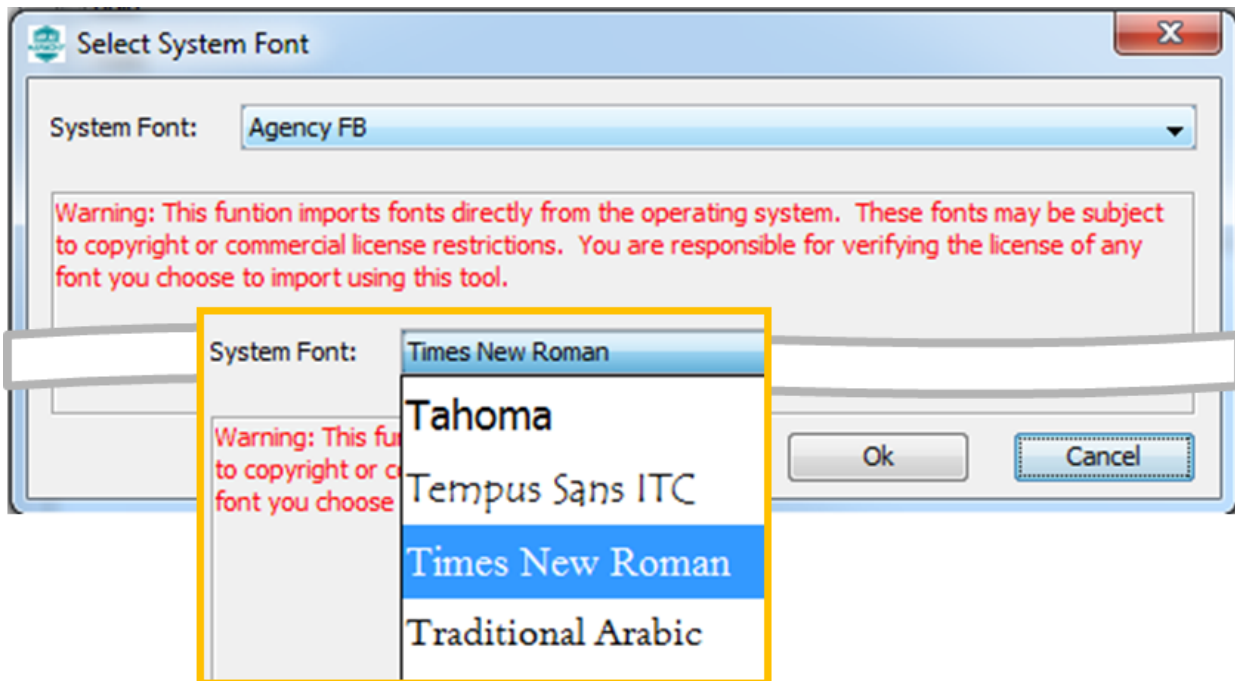 Select System Font
System Font: Agency FB
Warning: This funtion imports fonts directly from the operating system.  These fonts may be subject
to copyright or commercial license restrictions.  You are responsible for verifying the license of any
font you choose to import using this tool.
System Font: Times New Roman
Tahoma
Tempus Sans ITC
Times New Roman
Traditional Arabic
Warning: This fu
to copyright or c
font you choose
Ok
Cancel